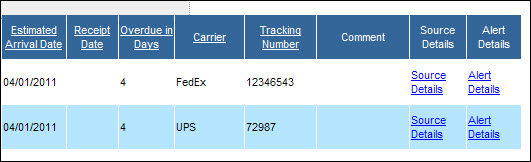 Estimated Arrival Date Receipt Date Overdue in Days Carrier Tracking Number Comment Source Details Alert Details
04/01/2011 4 FedEx 12346543 Source Details Alert Details
04/01/2011 4 UPS 72987 Source Details Alert Details